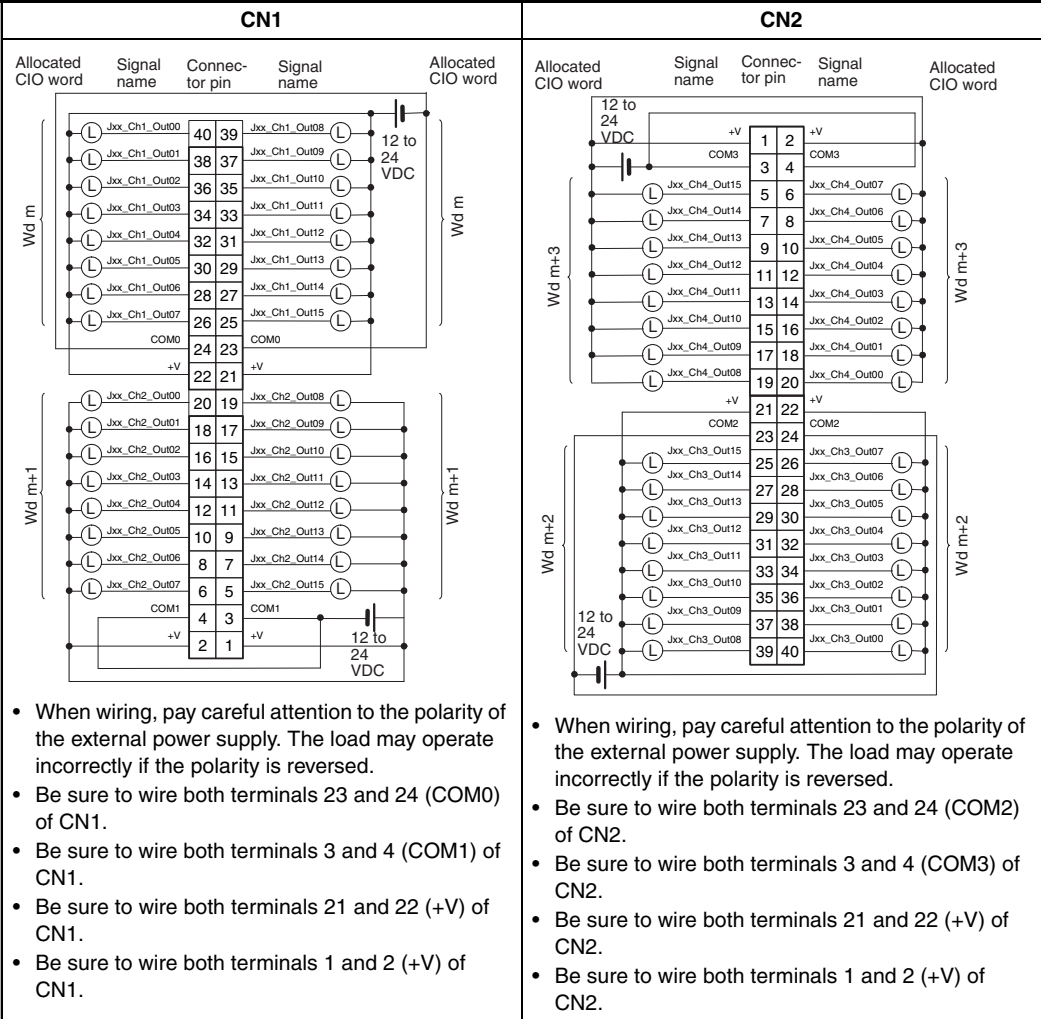 CN1
Allocated CIO word Signal name Connec-tor pin Signal name Allocated CIO word
12 to 24 VDC
Wd m
Wd m
Jxx_Ch1_Out00 40 39 Jxx_Ch1_Out08
L L
Jxx_Ch1_Out01 38 37 Jxx_Ch1_Out09
L L
Jxx_Ch1_Out02 36 35 Jxx_Ch1_Out10
L L
Jxx_Ch1_Out03 34 33 Jxx_Ch1_Out11
L L
Jxx_Ch1_Out04 32 31 Jxx_Ch1_Out12
L L
Jxx_Ch1_Out05 30 29 Jxx_Ch1_Out13
L L
Jxx_Ch1_Out06 28 27 Jxx_Ch1_Out14
L L
Jxx_Ch1_Out07 26 25 Jxx_Ch1_Out15
L L
COM0 24 23 COM0
+V 22 21 +V
Wd m+1
Wd m+1
Jxx_Ch2_Out00 20 19 Jxx_Ch2_Out08
L L
Jxx_Ch2_Out01 18 17 Jxx_Ch2_Out09
L L
Jxx_Ch2_Out02 16 15 Jxx_Ch2_Out10
L L
Jxx_Ch2_Out03 14 13 Jxx_Ch2_Out11
L L
Jxx_Ch2_Out04 12 11 Jxx_Ch2_Out12
L L
Jxx_Ch2_Out05 10 9 Jxx_Ch2_Out13
L L
Jxx_Ch2_Out06 8 7 Jxx_Ch2_Out14
L L
Jxx_Ch2_Out07 6 5 Jxx_Ch2_Out15
L L
COM1 4 3 COM1
+V 2 1 +V
12 to 24 VDC
• When wiring, pay careful attention to the polarity of
the external power supply. The load may operate
incorrectly if the polarity is reversed.
• Be sure to wire both terminals 23 and 24 (COM0)
of CN1.
• Be sure to wire both terminals 3 and 4 (COM1) of
CN1.
• Be sure to wire both terminals 21 and 22 (+V) of
CN1.
• Be sure to wire both terminals 1 and 2 (+V) of
CN1.
CN2
Allocated CIO word Signal name Connec-tor pin Signal name Allocated CIO word
12 to 24 VDC
+V 1 2 +V
COM3 3 4 COM3
Wd m+3
Wd m+3
Jxx_Ch4_Out15 5 6 Jxx_Ch4_Out07
L L
Jxx_Ch4_Out14 7 8 Jxx_Ch4_Out06
L L
Jxx_Ch4_Out13 9 10 Jxx_Ch4_Out05
L L
Jxx_Ch4_Out12 11 12 Jxx_Ch4_Out04
L L
Jxx_Ch4_Out11 13 14 Jxx_Ch4_Out03
L L
Jxx_Ch4_Out10 15 16 Jxx_Ch4_Out02
L L
Jxx_Ch4_Out09 17 18 Jxx_Ch4_Out01
L L
Jxx_Ch4_Out08 19 20 Jxx_Ch4_Out00
L L
+V 21 22 +V
COM2 23 24 COM2
Wd m+2
Wd m+2
Jxx_Ch3_Out15 25 26 Jxx_Ch3_Out07
L L
Jxx_Ch3_Out14 27 28 Jxx_Ch3_Out06
L L
Jxx_Ch3_Out13 29 30 Jxx_Ch3_Out05
L L
Jxx_Ch3_Out12 31 32 Jxx_Ch3_Out04
L L
Jxx_Ch3_Out11 33 34 Jxx_Ch3_Out03
L L
Jxx_Ch3_Out10 35 36 Jxx_Ch3_Out02
L L
Jxx_Ch3_Out09 37 38 Jxx_Ch3_Out01
L L
Jxx_Ch3_Out08 39 40 Jxx_Ch3_Out00
L L
12 to 24 VDC
• When wiring, pay careful attention to the polarity of
the external power supply. The load may operate
incorrectly if the polarity is reversed.
• Be sure to wire both terminals 23 and 24 (COM2)
of CN2.
• Be sure to wire both terminals 3 and 4 (COM3) of
CN2.
• Be sure to wire both terminals 21 and 22 (+V) of
CN2.
• Be sure to wire both terminals 1 and 2 (+V) of
CN2.